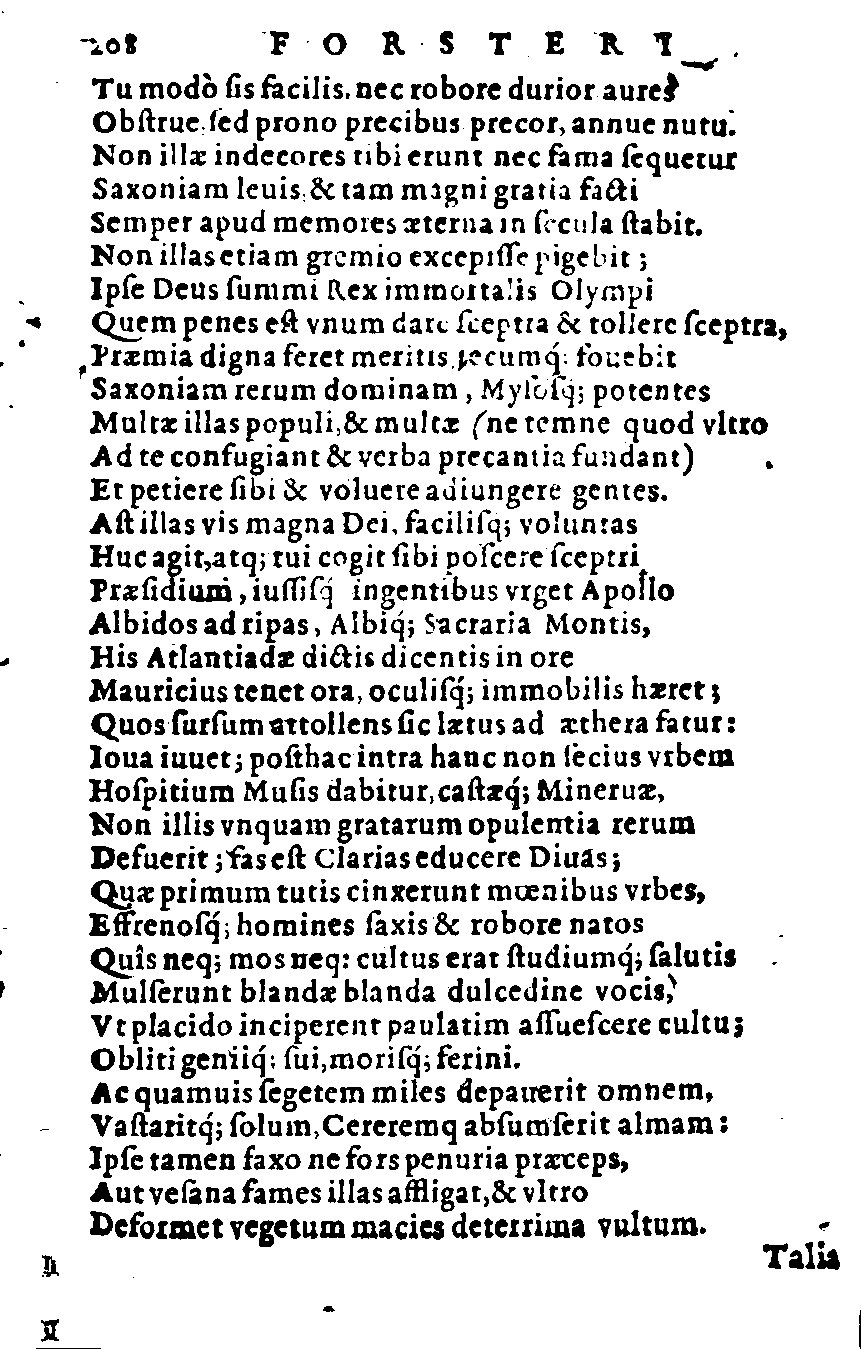 208 FORSTERI
Tu modò ſis facilis, nec robore durior aures
Obſtrue, ſed prono precibus precor, annue nutu.
Non illæ indecores tibi erunt nec fama ſequetur
Saxoniam leuis, & tam magni gratia facti
Semper apud memores æterna in ſecula ſtabit.
Non illas etiam gremio excepiſſe pigebit ;
Ipſe Deus ſummi Rex immortalis Olympi
Quem penes eſt vnum dare ſceptra & tollere ſceptra,
Præmia digna feret meritis, tecumq́; fouebit
Saxoniam rerum dominam , Myſoſq; potentes
Multæ illas populi, & multæ (ne temne quod vltro
Ad te confugiant & verba precantia fundant)
Et petiere ſibi & voluere adiungere gentes.
Aſt illas vis magna Dei, faciliſq; voluntas
Huc agit, atq; tui cogit ſibi poſcere ſceptri
Præſidium , iuſſiſq́ ingentibus vrget Apollo
Albidos ad ripas, Albiq́; Sacraria Montis,
His Atlantiadæ dictis dicentis in ore
Mauricius tenet ora, oculiſq́; immobilis hæret ;
Quos ſurſum attollens ſic lætus ad æthera fatur:
Ioua iuuet ; poſthac intra hanc non ſecius vrbem
Hoſpitium Muſis dabitur, caſtæq́; Mineruæ,
Non illis vnquam gratarum opulentia rerum
Defuerit ; fas eſt Clarias educere Diuas ;
Quæ primum tutis cinxerunt mœnibus vrbes,
Effrenoſq́; homines ſaxis & robore natos
Quîs neq; mos neq: cultus erat ſtudiumq́; ſalutis
Mulſerunt blandæ blanda dulcedine vocis,
Vt placido inciperent paulatim aſſueſcere cultu ;
Obliti geniiq́; ſui, moriſq́; ferini.
Ac quamuis ſegetem miles depauerit omnem,
Vaſtaritq́; ſolum, Cereremq abſumſerit almam :
Ipſe tamen faxo ne fors penuria præceps,
Aut veſana fames illas affligat, & vltro
Deformet vegetum macies deterrima vultum.
Talia